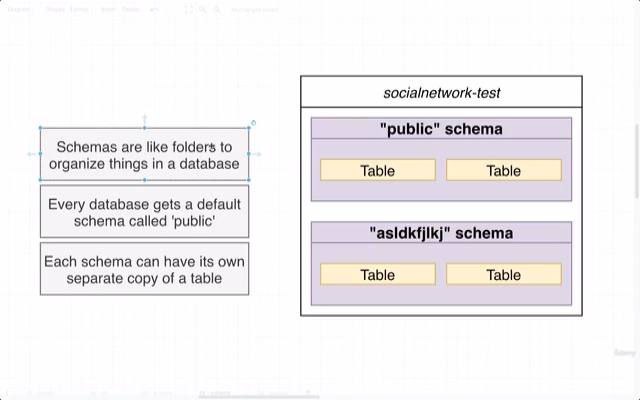 Schemas are like folders to
organize things in a database
Every database gets a default
schema called 'public'
Each schema can have its own
separate copy of a table
socialnetwork-test
"public" schema
Table Table
"asldkfjlkj" schema
Table Table